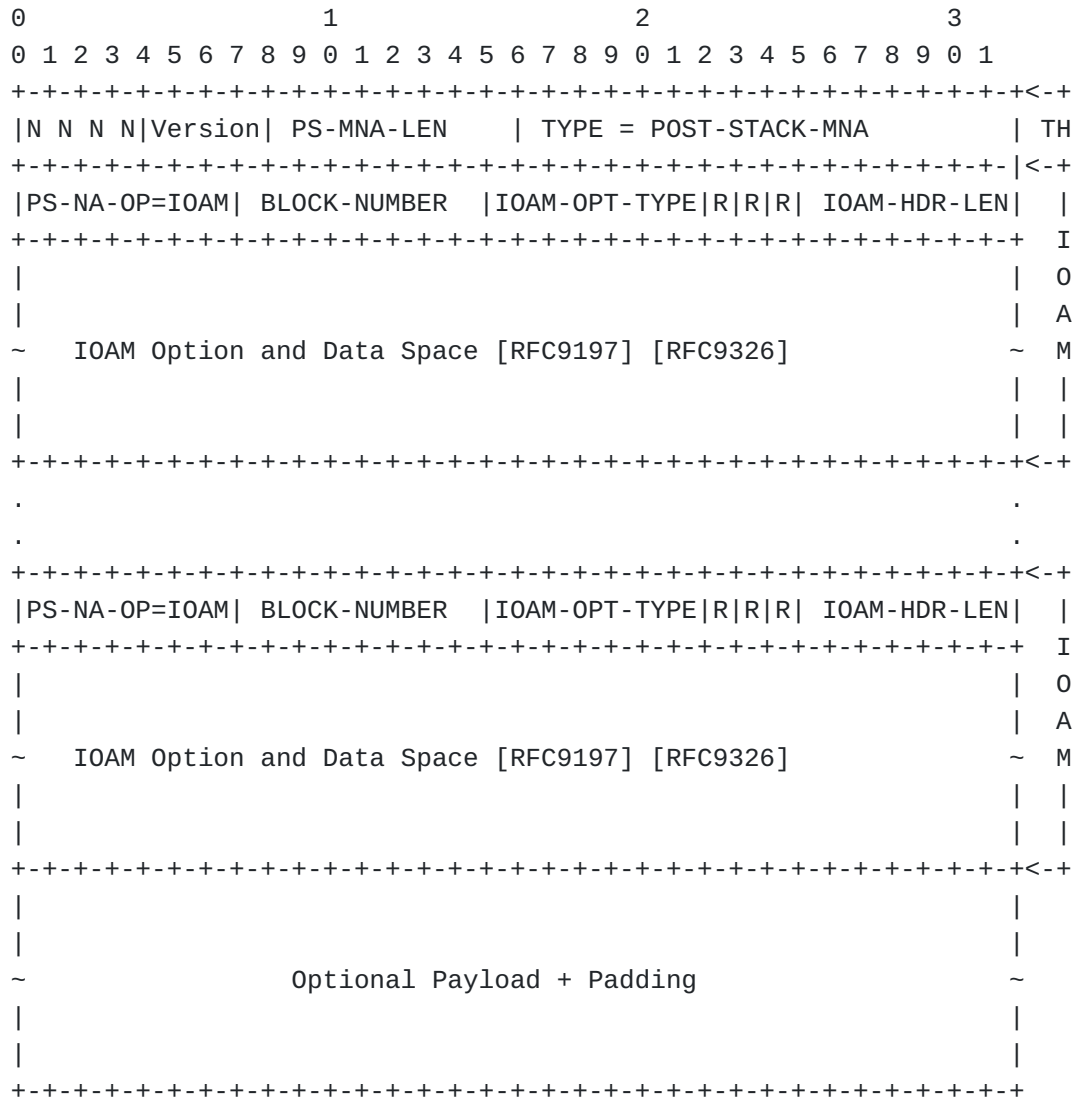 0                   1                   2                   3
0 1 2 3 4 5 6 7 8 9 0 1 2 3 4 5 6 7 8 9 0 1 2 3 4 5 6 7 8 9 0 1
+-+-+-+-+-+-+-+-+-+-+-+-+-+-+-+-+-+-+-+-+-+-+-+-+-+-+-+-+-+-+-+-+<-+
|N N N N|Version| PS-MNA-LEN    | TYPE = POST-STACK-MNA         | TH
+-+-+-+-+-+-+-+-+-+-+-+-+-+-+-+-+-+-+-+-+-+-+-+-+-+-+-+-+-+-+-+-|<-+
|PS-NA-OP=IOAM| BLOCK-NUMBER  |IOAM-OPT-TYPE|R|R|R| IOAM-HDR-LEN|  |
+-+-+-+-+-+-+-+-+-+-+-+-+-+-+-+-+-+-+-+-+-+-+-+-+-+-+-+-+-+-+-+-+  I
|                                                               |  O
|                                                               |  A
~   IOAM Option and Data Space [RFC9197] [RFC9326]              ~  M
|                                                               |  |
|                                                               |  |
+-+-+-+-+-+-+-+-+-+-+-+-+-+-+-+-+-+-+-+-+-+-+-+-+-+-+-+-+-+-+-+-+<-+
.                                                               .
.                                                               .
+-+-+-+-+-+-+-+-+-+-+-+-+-+-+-+-+-+-+-+-+-+-+-+-+-+-+-+-+-+-+-+-+<-+
|PS-NA-OP=IOAM| BLOCK-NUMBER  |IOAM-OPT-TYPE|R|R|R| IOAM-HDR-LEN|  |
+-+-+-+-+-+-+-+-+-+-+-+-+-+-+-+-+-+-+-+-+-+-+-+-+-+-+-+-+-+-+-+-+  I
|                                                               |  O
|                                                               |  A
~   IOAM Option and Data Space [RFC9197] [RFC9326]              ~  M
|                                                               |  |
|                                                               |  |
+-+-+-+-+-+-+-+-+-+-+-+-+-+-+-+-+-+-+-+-+-+-+-+-+-+-+-+-+-+-+-+-+<-+
|                                                               |
|                                                               |
~                 Optional Payload + Padding                    ~
|                                                               |
|                                                               |
+-+-+-+-+-+-+-+-+-+-+-+-+-+-+-+-+-+-+-+-+-+-+-+-+-+-+-+-+-+-+-+-+